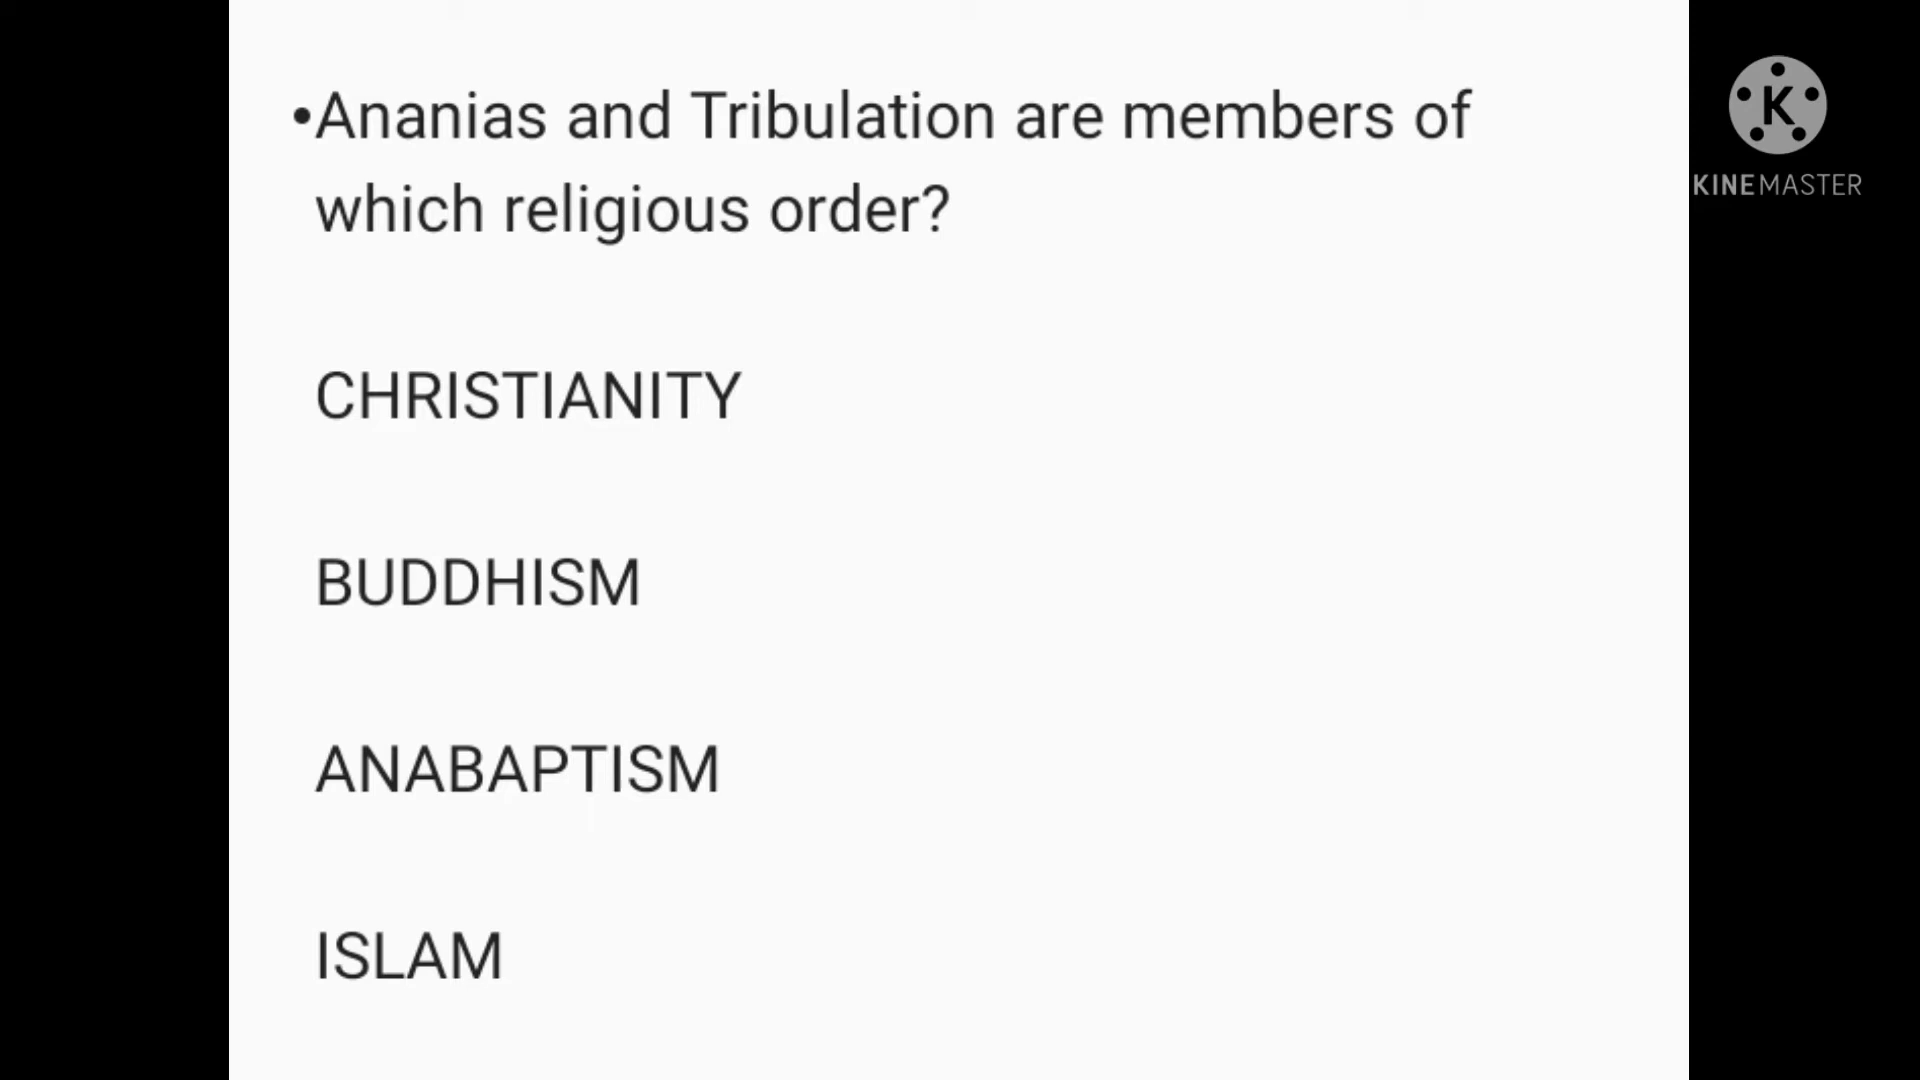 •Ananias and Tribulation are members of
which religious order?
CHRISTIANITY
BUDDHISM
ANABAPTISM
ISLAM
K
KINEMASTER